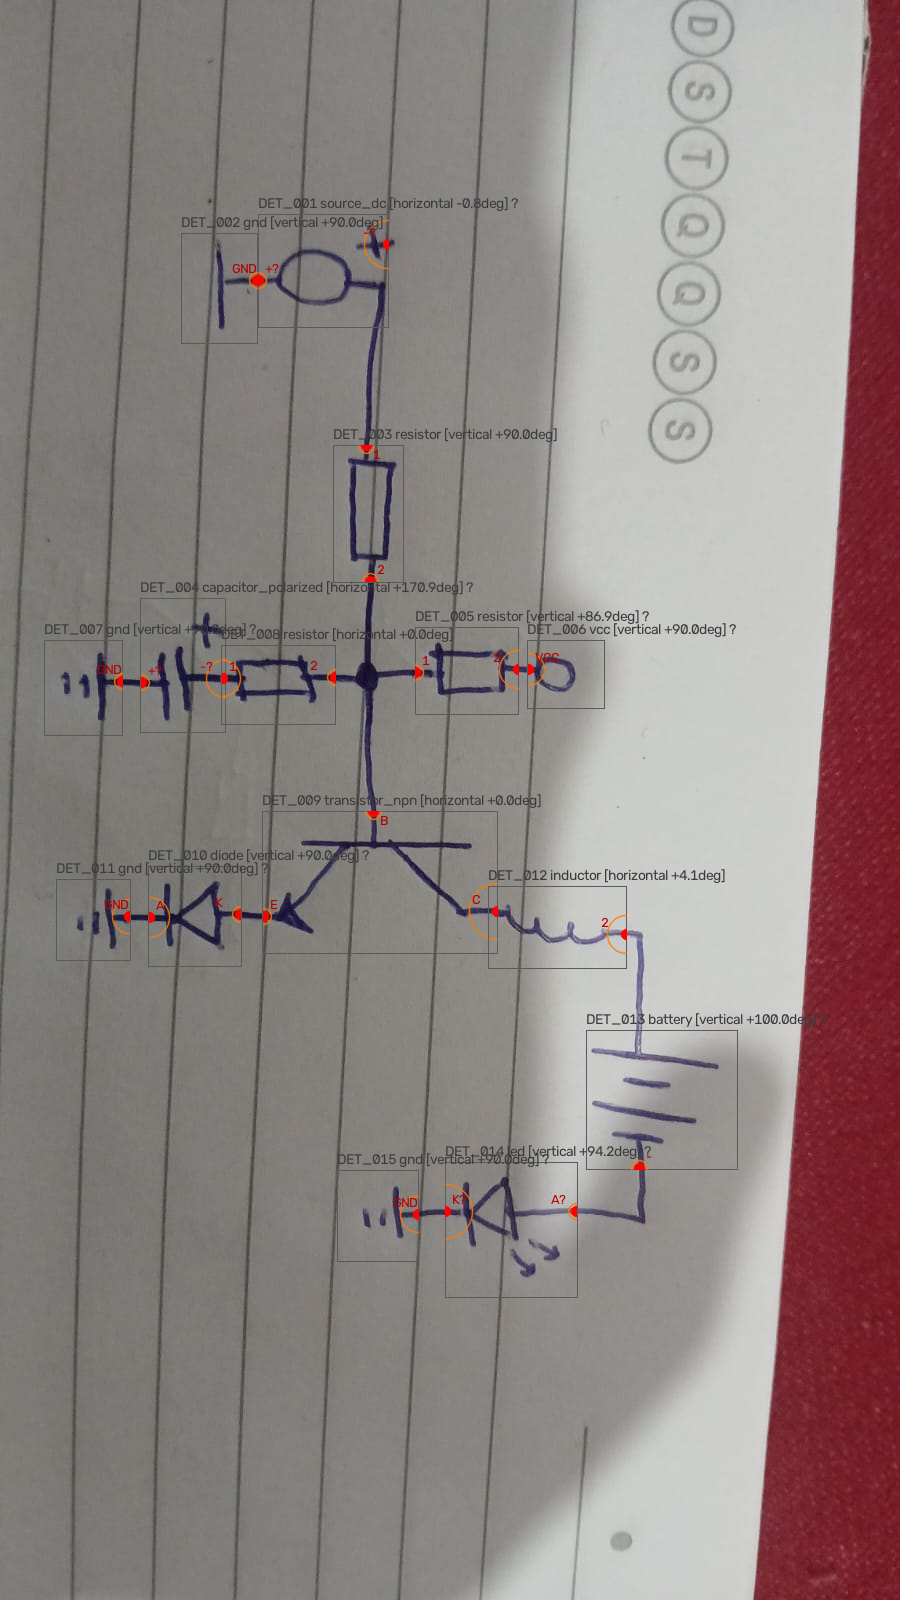 D
S
T
Q
Q
S
S
DET_001 source_dc [horizontal -0.8deg] ?
DET_002 gnd [vertical +90.0deg]
GND +?
DET_003 resistor [vertical +90.0deg]
1
2
DET_004 capacitor_polarized [horizontal +170.9deg] ?
DET_005 resistor [vertical +86.9deg] ?
DET_007 gnd [vertical +90.0deg] ?
DET_008 resistor [horizontal +0.0deg]
DET_006 vcc [vertical +90.0deg] ?
GND +? -? 1 2 1 2 VCC
DET_009 transistor_npn [horizontal +0.0deg]
B
DET_010 diode [vertical +90.0deg] ?
DET_011 gnd [vertical +90.0deg] ?
DET_012 inductor [horizontal +4.1deg]
GND A K E C 2
DET_013 battery [vertical +100.0deg] ?
DET_014 led [vertical +94.2deg] ?
DET_015 gnd [vertical +90.0deg] ?
GND K? A?